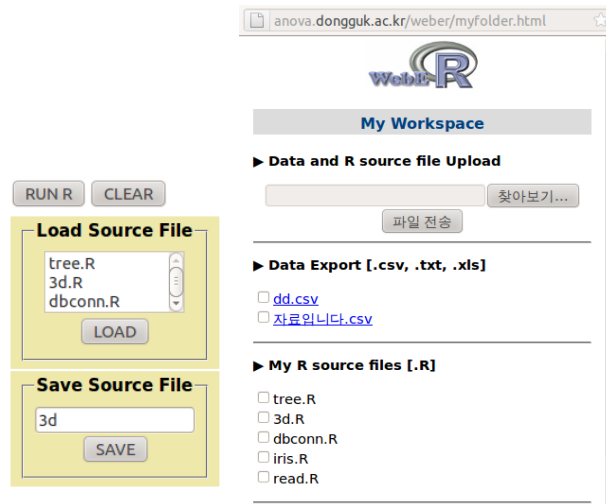 RUN R CLEAR
Load Source File
tree.R
3d.R
dbconn.R
LOAD
Save Source File
3d
SAVE
anova.dongguk.ac.kr/weber/myfolder.html
WebE R
My Workspace
▶ Data and R source file Upload
찾아보기...
파일 전송
▶ Data Export [.csv, .txt, .xls]
dd.csv
자료입니다.csv
▶ My R source files [.R]
tree.R
3d.R
dbconn.R
iris.R
read.R